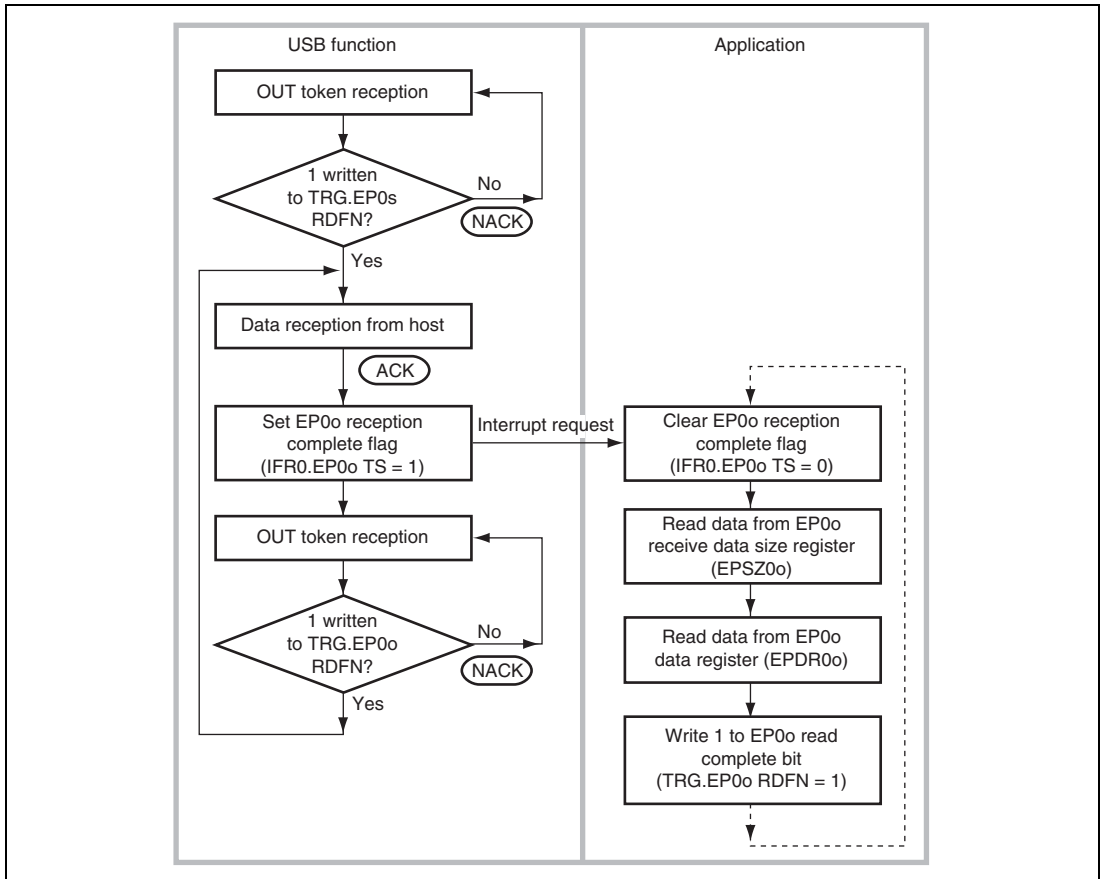 USB function
OUT token reception
1 written
to TRG.EP0s
RDFN?
No
NACK
Yes
Data reception from host
ACK
Set EP0o reception
complete flag
(IFR0.EP0o TS = 1)
Interrupt request
OUT token reception
1 written
to TRG.EP0o
RDFN?
No
NACK
Yes
Application
Clear EP0o reception
complete flag
(IFR0.EP0o TS = 0)
Read data from EP0o
receive data size register
(EPSZ0o)
Read data from EP0o
data register (EPDR0o)
Write 1 to EP0o read
complete bit
(TRG.EP0o RDFN = 1)